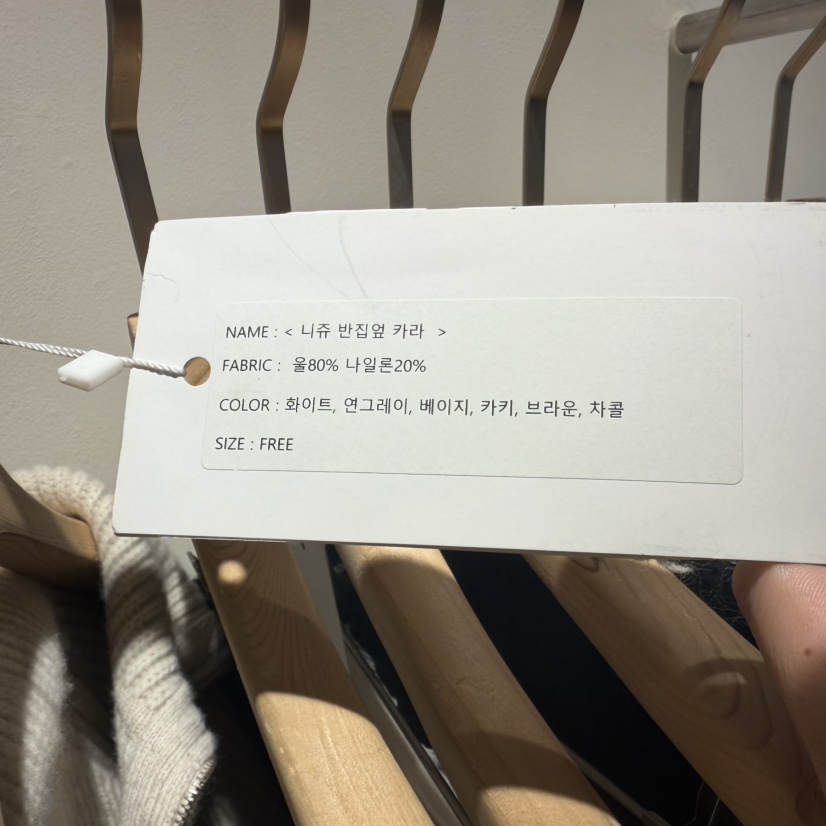 NAME : < 니쥬 반집엎 카라 >
FABRIC : 울80% 나일론20%
COLOR : 화이트, 연그레이, 베이지, 카키, 브라운, 차콜
SIZE : FREE